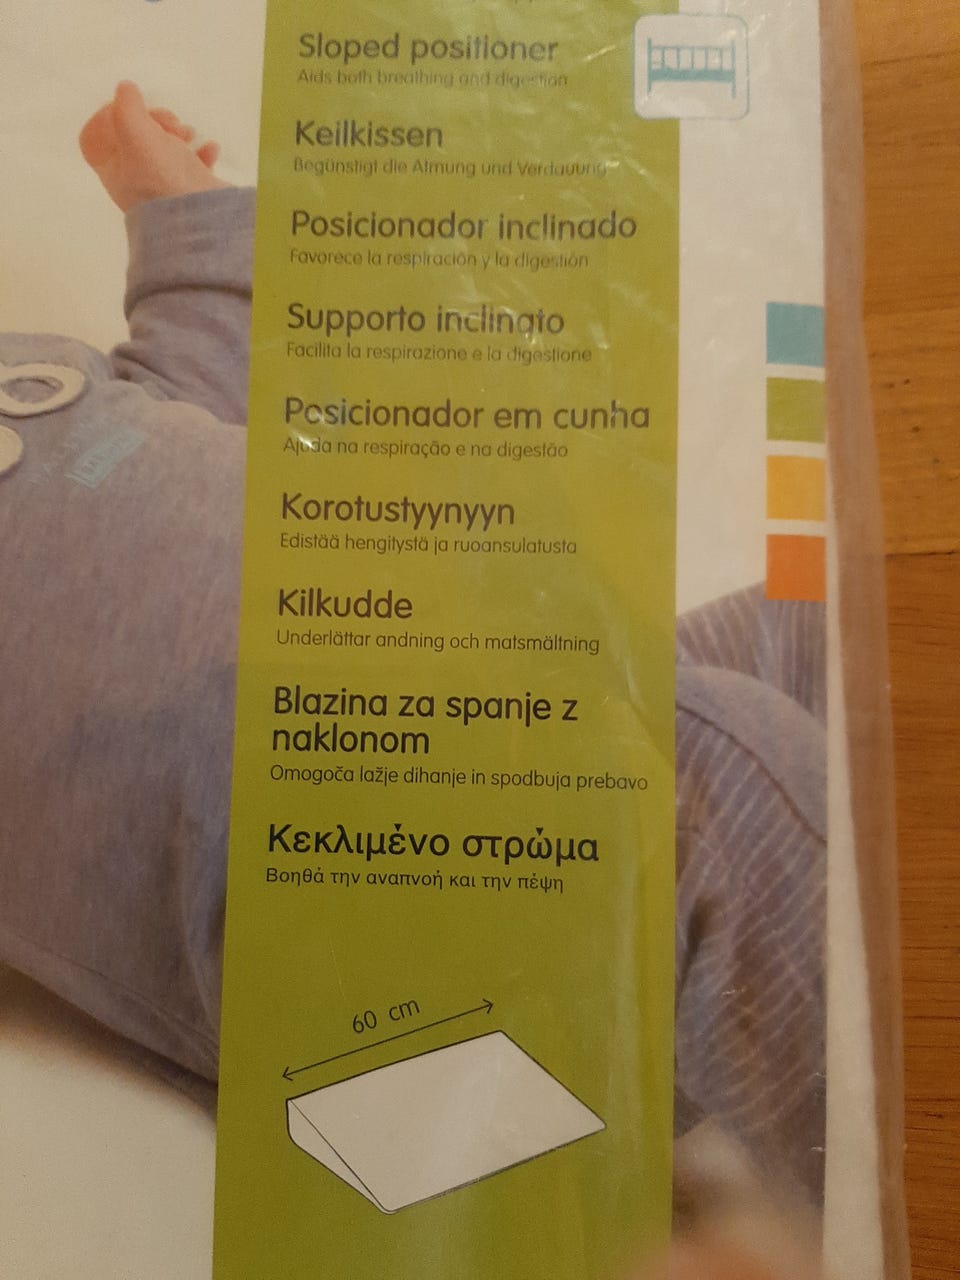 Sloped positioner
Aids both breathing and digestion
Keilkissen
Begünstigt die Atmung und Verdauung
Posicionador inclinado
Favorece la respiración y la digestión
Supporto inclinato
Facilita la respirazione e la digestione
Posicionador em cunha
Ajuda na respiração e na digestão
Korotustyynyyn
Edistää hengitystä ja ruoansulatusta
Kilkudde
Underlättar andning och matsmältning
Blazina za spanje z
naklonom
Omogoča lažje dihanje in spodbuja prebavo
Κεκλιμένο στρώμα
Βοηθά την αναπνοή και την πέψη
60 cm